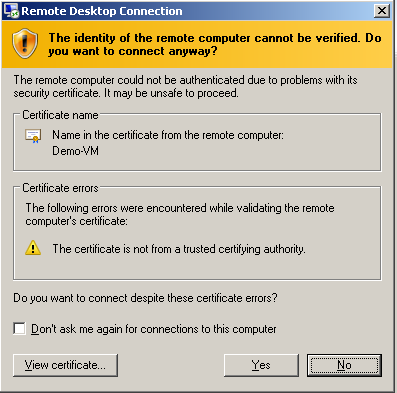 Remote Desktop Connection
The identity of the remote computer cannot be verified. Do
you want to connect anyway?
The remote computer could not be authenticated due to problems with its
security certificate. It may be unsafe to proceed.
Certificate name
Name in the certificate from the remote computer:
Demo-VM
Certificate errors
The following errors were encountered while validating the remote
computer's certificate:
The certificate is not from a trusted certifying authority.
Do you want to connect despite these certificate errors?
Don't ask me again for connections to this computer
View certificate...
Yes
No